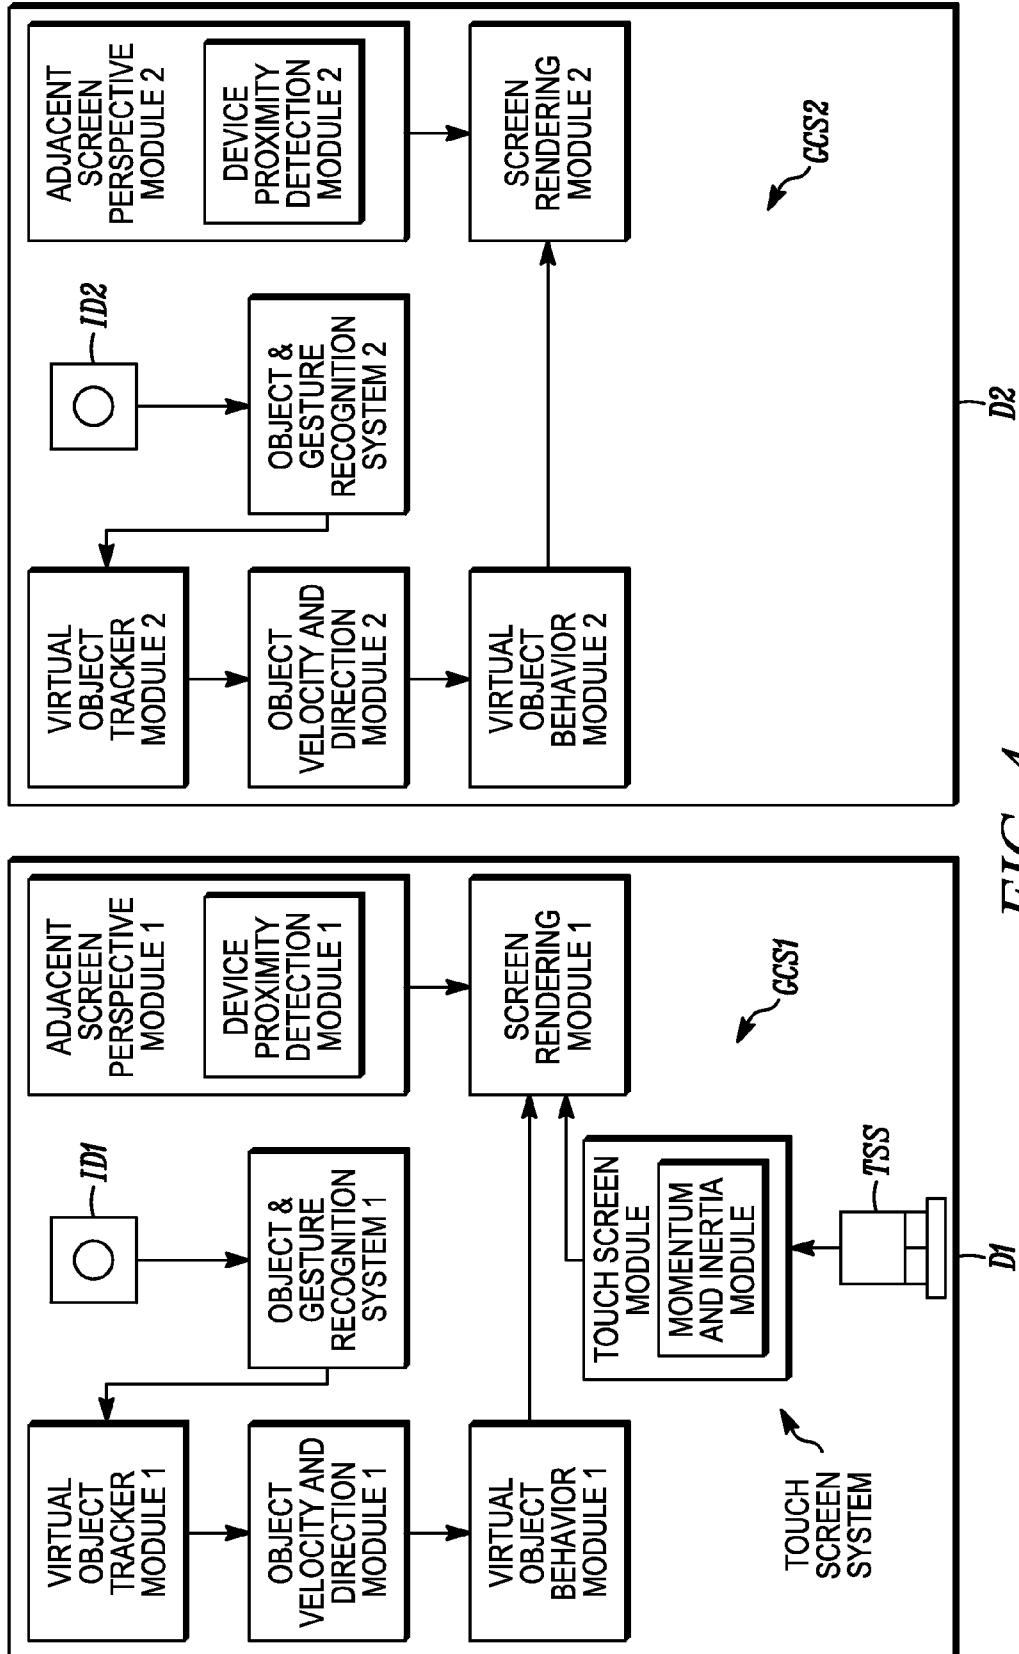 VIRTUAL
OBJECT
TRACKER
MODULE 1
OBJECT
VELOCITY AND
DIRECTION
MODULE 1
VIRTUAL
OBJECT
BEHAVIOR
MODULE 1
ID1
OBJECT &
GESTURE
RECOGNITION
SYSTEM 1
ADJACENT
SCREEN
PERSPECTIVE
MODULE 1
DEVICE
PROXIMITY
DETECTION
MODULE 1
SCREEN
RENDERING
MODULE 1
TOUCH SCREEN
MODULE
MOMENTUM
AND INERTIA
MODULE
GCS1
TOUCH
SCREEN
SYSTEM
TSS
D1
VIRTUAL
OBJECT
TRACKER
MODULE 2
OBJECT
VELOCITY AND
DIRECTION
MODULE 2
VIRTUAL
OBJECT
BEHAVIOR
MODULE 2
ID2
OBJECT &
GESTURE
RECOGNITION
SYSTEM 2
ADJACENT
SCREEN
PERSPECTIVE
MODULE 2
DEVICE
PROXIMITY
DETECTION
MODULE 2
SCREEN
RENDERING
MODULE 2
GCS2
D2
FIG. 4